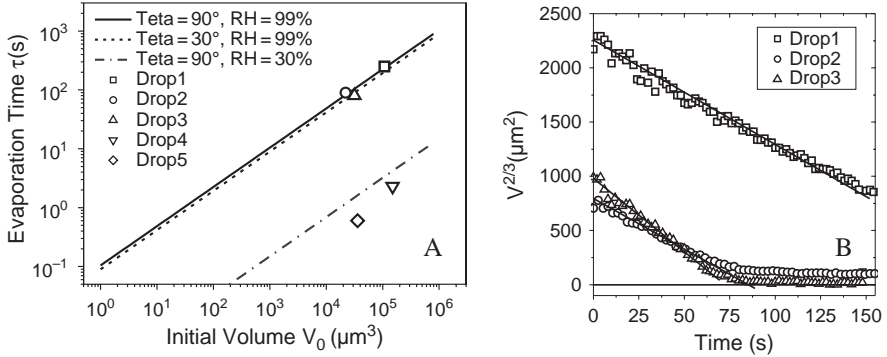 Teta=90°, RH=99%
Teta=30°, RH=99%
Teta=90°, RH=30%
Drop1
Drop2
Drop3
Drop4
Drop5
A
Evaporation Time τ(s)
10³
10²
10¹
10⁰
10⁻¹
10⁰ 10¹ 10² 10³ 10⁴ 10⁵ 10⁶
Initial Volume V₀ (μm³)
Drop1
Drop2
Drop3
B
V²ᐟ³(μm²)
2500
2000
1500
1000
500
0
0 25 50 75 100 125 150
Time (s)